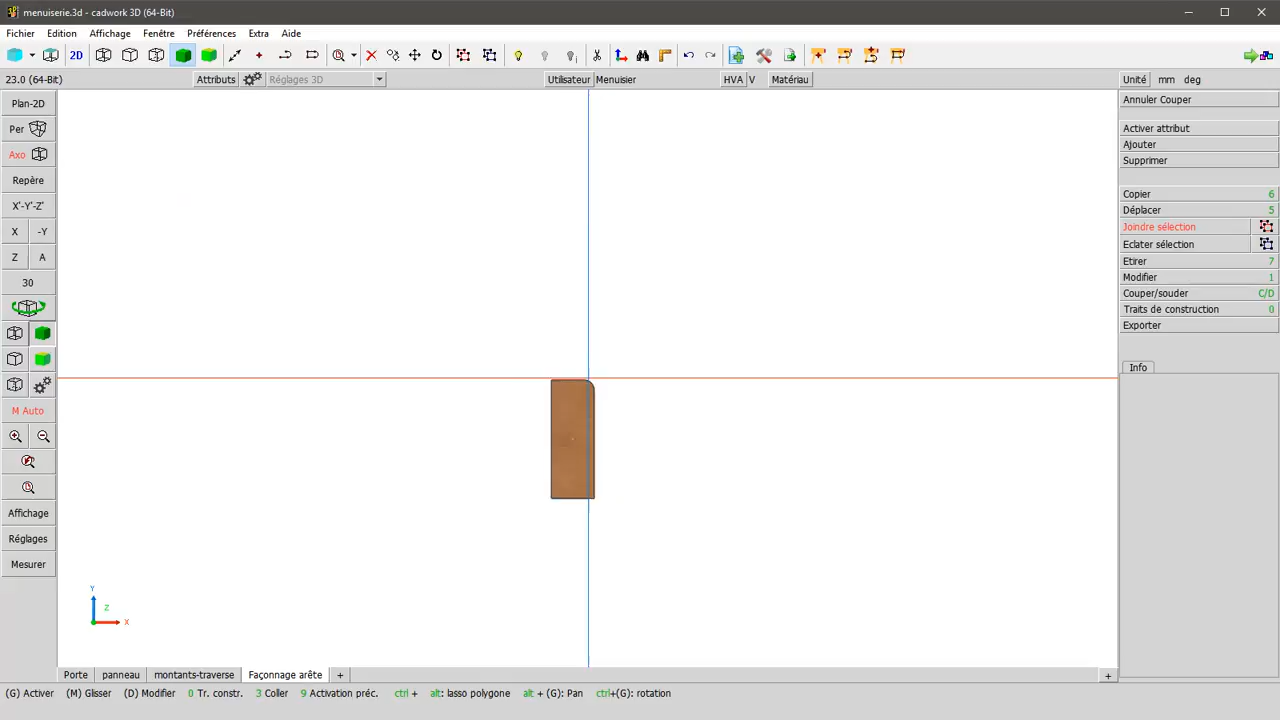 menuiserie.3d - cadwork 3D (64-Bit)
Fichier Edition Affichage Fenêtre Préférences Extra Aide
2D
23.0 (64-Bit) Attributs Réglages 3D Utilisateur Menuisier HVA V Matériau Unité mm deg
Plan-2D
Per
Axo
Repère
X'-Y'-Z'
X -Y
Z A
30
M Auto
Affichage
Réglages
Mesurer
Annuler Couper
Activer attribut
Ajouter
Supprimer
Copier 6
Déplacer 5
Joindre sélection
Eclater sélection
Etirer 7
Modifier 1
Couper/souder C/D
Traits de construction 0
Exporter
Info
Y
Z
X
Porte panneau montants-traverse Façonnage arête + +
(G) Activer (M) Glisser (D) Modifier 0 Tr. constr. 3 Coller 9 Activation préc. ctrl + alt: lasso polygone alt + (G): Pan ctrl+(G): rotation